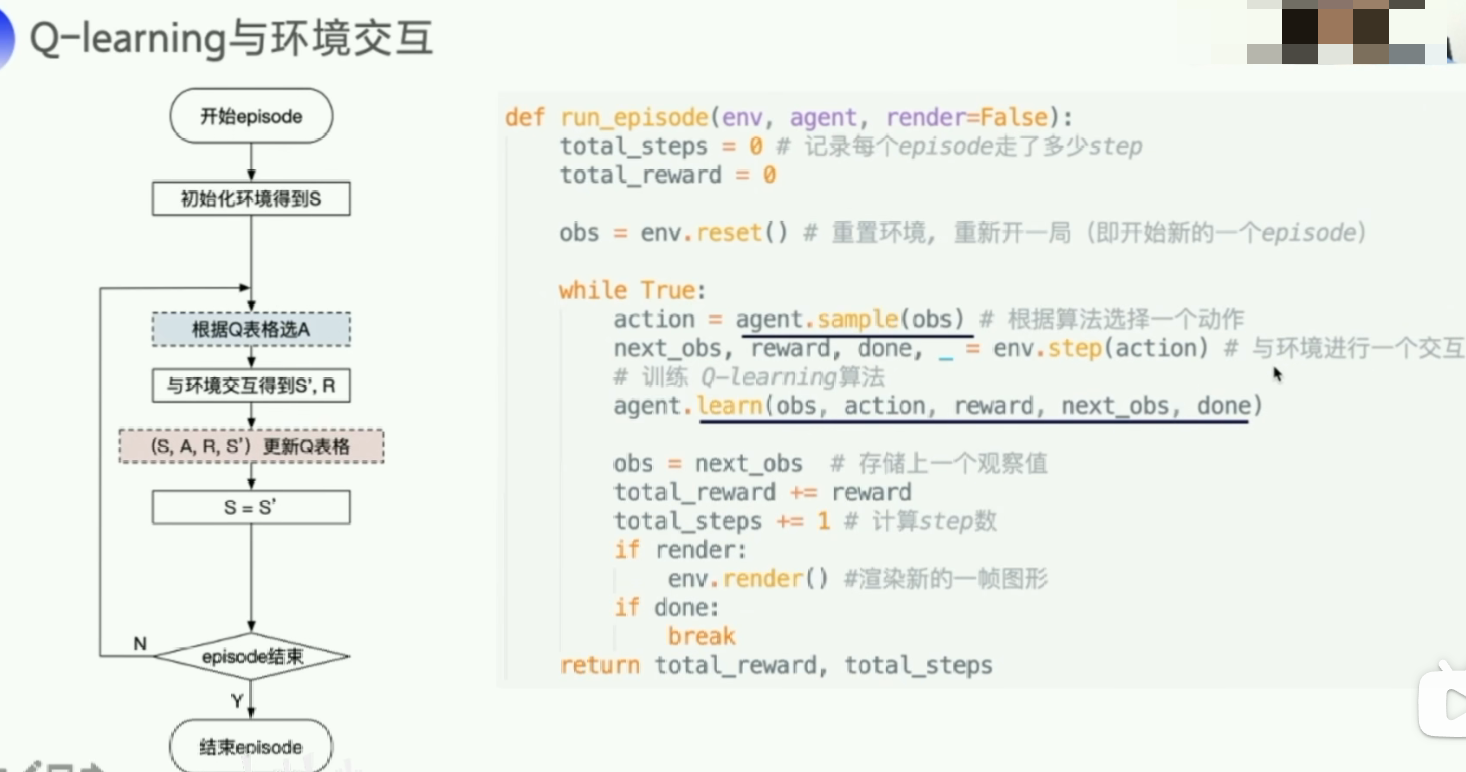 Q-learning与环境交互
开始episode
初始化环境得到S
根据Q表格选A
与环境交互得到S', R
(S, A, R, S') 更新Q表格
S = S'
N
episode结束
Y
结束episode
def run_episode(env, agent, render=False):
total_steps = 0 # 记录每个episode走了多少step
total_reward = 0
obs = env.reset() # 重置环境, 重新开一局（即开始新的一个episode）
while True:
action = agent.sample(obs) # 根据算法选择一个动作
next_obs, reward, done, _ = env.step(action) # 与环境进行一个交互
# 训练 Q-learning算法
agent.learn(obs, action, reward, next_obs, done)
obs = next_obs # 存储上一个观察值
total_reward += reward
total_steps += 1 # 计算step数
if render:
env.render() #渲染新的一帧图形
if done:
break
return total_reward, total_steps